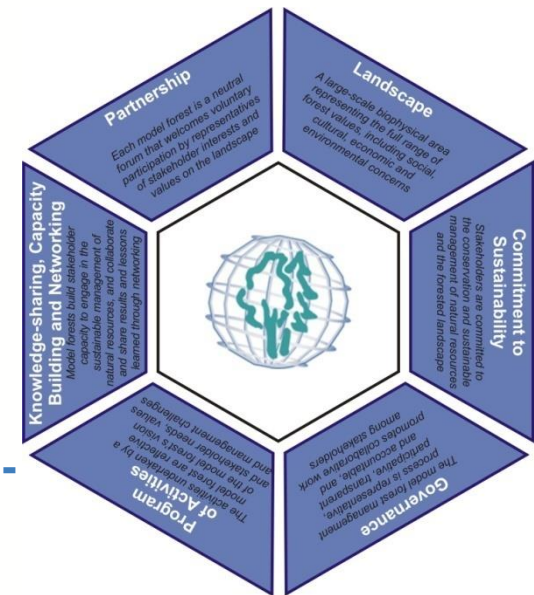 Partnership
Each model forest is a neutral
forum that welcomes voluntary
participation by representatives
of stakeholder interests and
values on the landscape
Landscape
A large-scale biophysical area
representing the full range of
forest values, including social,
cultural, economic and
environmental concerns
Commitment to
Sustainability
Stakeholders are committed to
the conservation and sustainable
management of natural resources
and the forested landscape
Governance
The model forest management
process is representative,
participative, transparent
and accountable, and
promotes collaborative work
among stakeholders
Program
of Activities
The activities undertaken by a
model forest are reflective
of the model forest's vision
and stakeholder needs, values
and management challenges
Knowledge-sharing, Capacity
Building and Networking
Model forests build stakeholder
capacity to engage in the
sustainable management of
natural resources, and collaborate
and share results and lessons
learned through networking